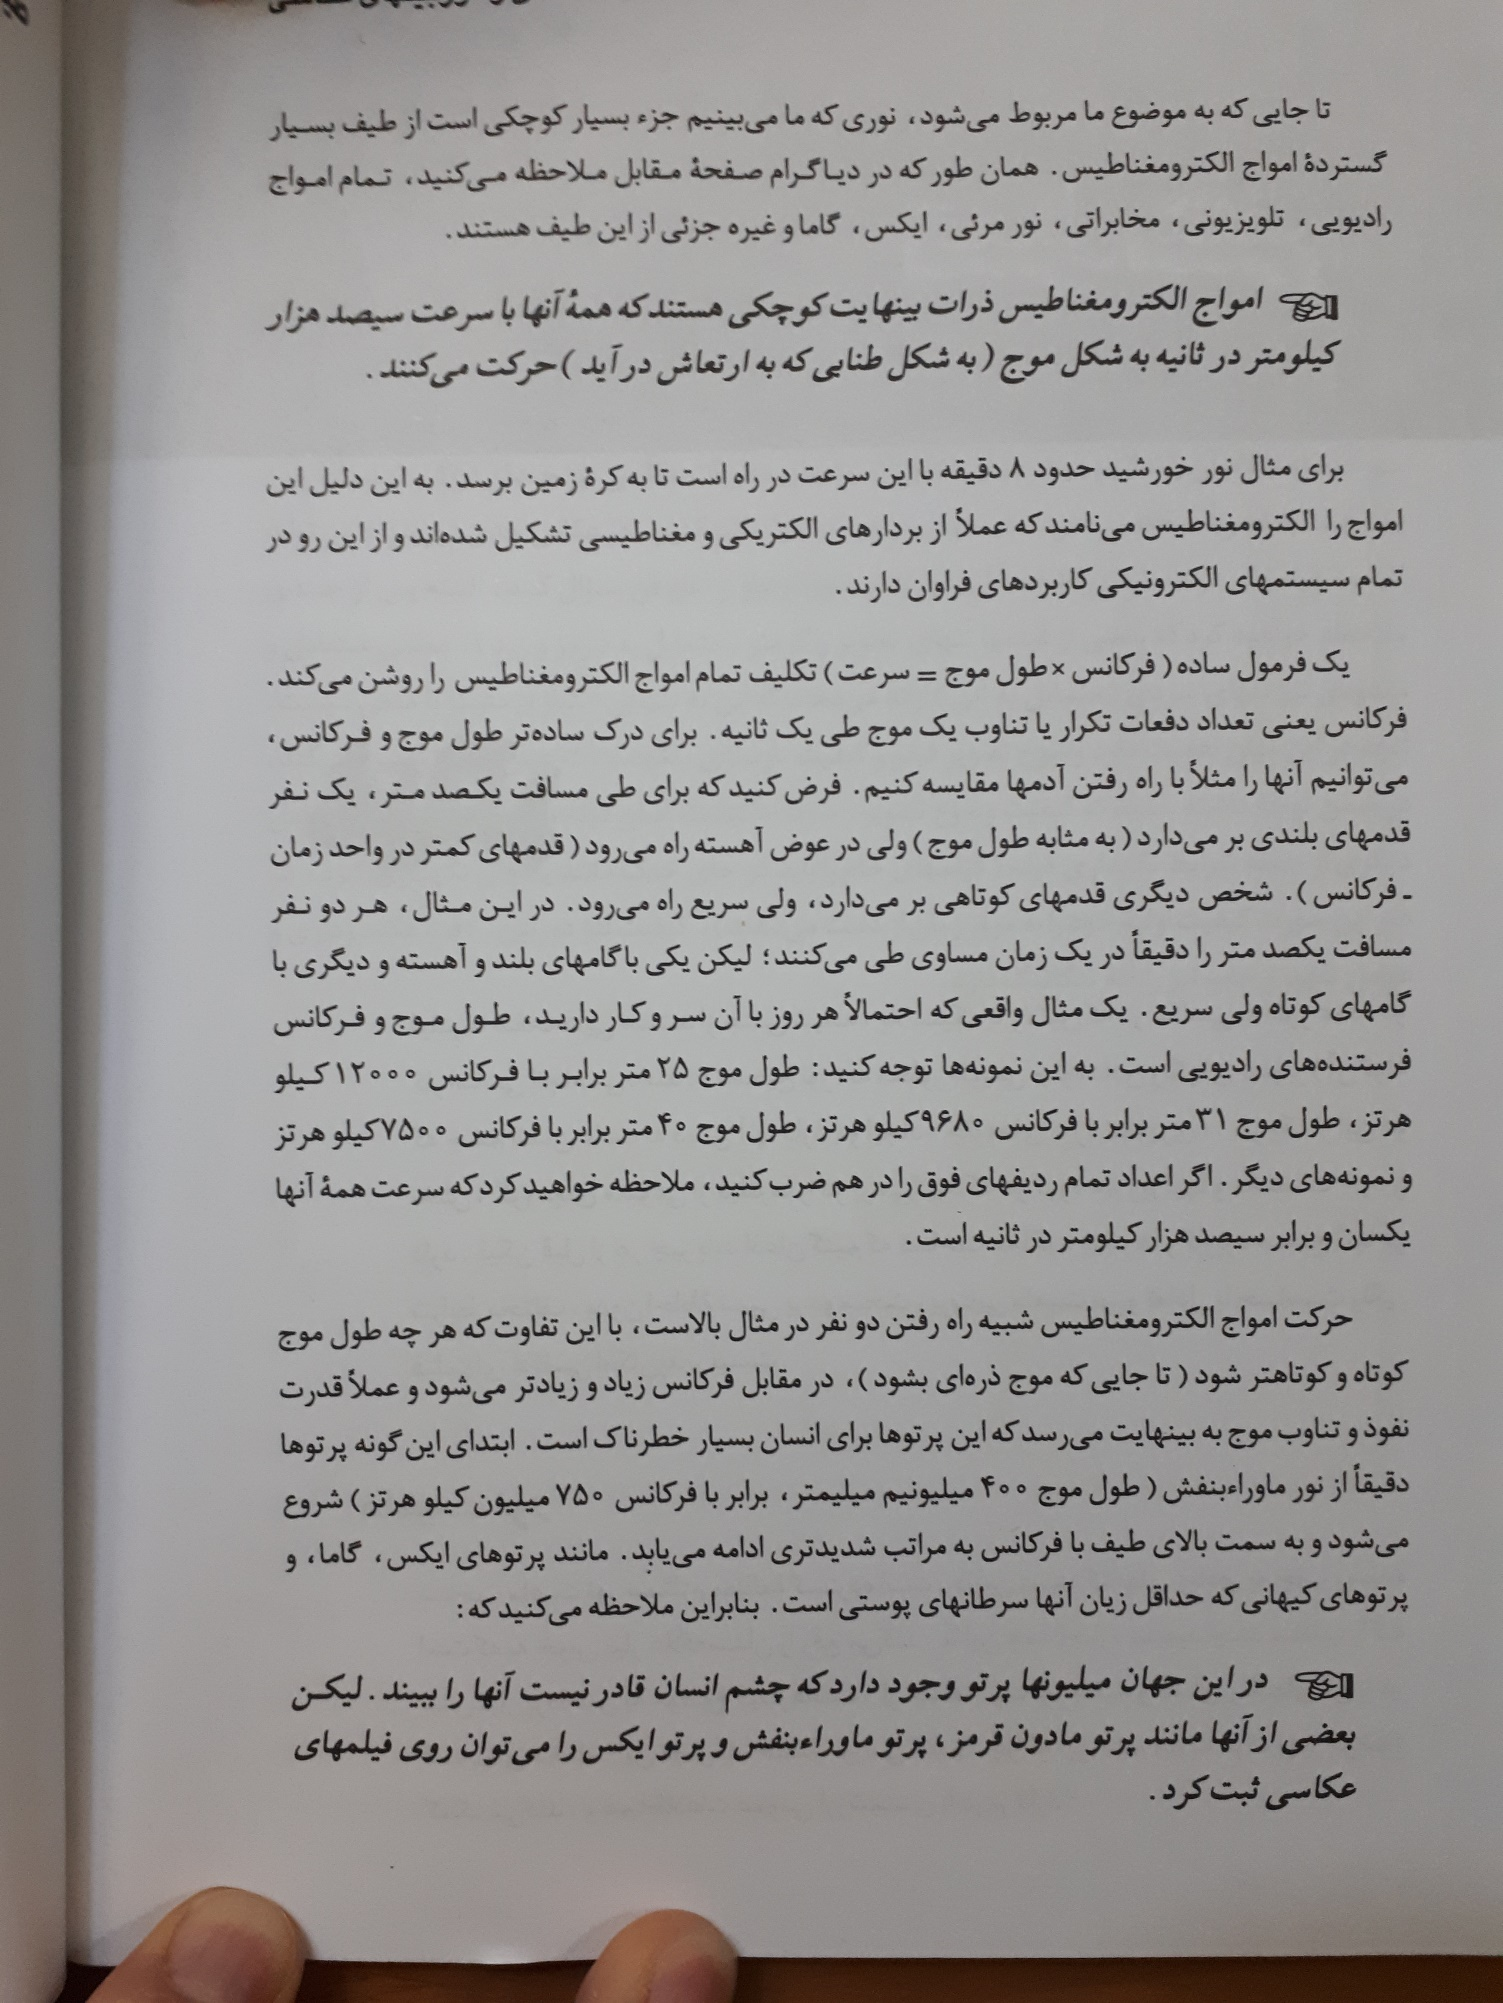 تا جایی که به موضوع ما مربوط می‌شود، نوری که ما می‌بینیم جزء بسیار کوچکی است از طیف بسیار
گستردهٔ امواج الکترومغناطیس. همان طور که در دیاگرام صفحهٔ مقابل ملاحظه می‌کنید، تمام امواج
رادیویی، تلویزیونی، مخابراتی، نور مرئی، ایکس، گاما و غیره جزئی از این طیف هستند.
امواج الکترومغناطیس ذرات بینهایت کوچکی هستند که همهٔ آنها با سرعت سیصد هزار
کیلومتر در ثانیه به شکل موج (به شکل طنابی که به ارتعاش در آید) حرکت می‌کنند.
برای مثال نور خورشید حدود ۸ دقیقه با این سرعت در راه است تا به کرهٔ زمین برسد. به این دلیل این
امواج را الکترومغناطیس می‌نامند که عملاً از بردارهای الکتریکی و مغناطیسی تشکیل شده‌اند و از این رو در
تمام سیستمهای الکترونیکی کاربردهای فراوان دارند.
یک فرمول ساده (فرکانس × طول موج = سرعت) تکلیف تمام امواج الکترومغناطیس را روشن می‌کند.
فرکانس یعنی تعداد دفعات تکرار یا تناوب یک موج طی یک ثانیه. برای درک ساده‌تر طول موج و فرکانس،
می‌توانیم آنها را مثلاً با راه رفتن آدمها مقایسه کنیم. فرض کنید که برای طی مسافت یکصد متر، یک نفر
قدمهای بلندی بر می‌دارد (به مثابه طول موج) ولی در عوض آهسته راه می‌رود (قدمهای کمتر در واحد زمان
ـ فرکانس). شخص دیگری قدمهای کوتاهی بر می‌دارد، ولی سریع راه می‌رود. در این مثال، هر دو نفر
مسافت یکصد متر را دقیقاً در یک زمان مساوی طی می‌کنند؛ لیکن یکی با گامهای بلند و آهسته و دیگری با
گامهای کوتاه ولی سریع. یک مثال واقعی که احتمالاً هر روز با آن سر و کار دارید، طول موج و فرکانس
فرستنده‌های رادیویی است. به این نمونه‌ها توجه کنید: طول موج ۲۵ متر برابر با فرکانس ۱۲۰۰۰ کیلو
هرتز، طول موج ۳۱ متر برابر با فرکانس ۹۶۸۰ کیلو هرتز، طول موج ۴۰ متر برابر با فرکانس ۷۵۰۰ کیلو هرتز
و نمونه‌های دیگر. اگر اعداد تمام ردیفهای فوق را در هم ضرب کنید، ملاحظه خواهید کرد که سرعت همهٔ آنها
یکسان و برابر سیصد هزار کیلومتر در ثانیه است.
حرکت امواج الکترومغناطیس شبیه راه رفتن دو نفر در مثال بالاست، با این تفاوت که هر چه طول موج
کوتاه و کوتاهتر شود (تا جایی که موج ذره‌ای بشود)، در مقابل فرکانس زیاد و زیادتر می‌شود و عملاً قدرت
نفوذ و تناوب موج به بینهایت می‌رسد که این پرتوها برای انسان بسیار خطرناک است. ابتدای این گونه پرتوها
دقیقاً از نور ماوراءبنفش (طول موج ۴۰۰ میلیونیم میلیمتر، برابر با فرکانس ۷۵۰ میلیون کیلو هرتز) شروع
می‌شود و به سمت بالای طیف با فرکانس به مراتب شدیدتری ادامه می‌یابد. مانند پرتوهای ایکس، گاما، و
پرتوهای کیهانی که حداقل زیان آنها سرطانهای پوستی است. بنابراین ملاحظه می‌کنید که:
در این جهان میلیونها پرتو وجود دارد که چشم انسان قادر نیست آنها را ببیند. لیکن
بعضی از آنها مانند پرتو مادون قرمز، پرتو ماوراءبنفش و پرتو ایکس را می‌توان روی فیلمهای
عکاسی ثبت کرد.